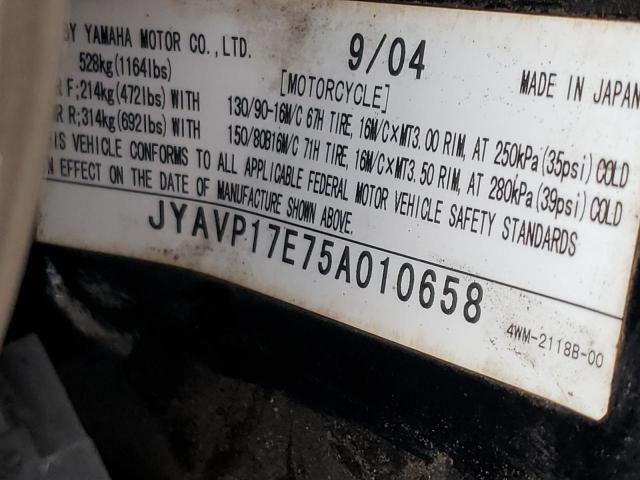 BY YAMAHA MOTOR CO.,LTD. 9/04 MADE IN JAPAN
528kg(1164lbs) [MOTORCYCLE]
R F;214kg(472lbs) WITH 130/90-16M/C 67H TIRE, 16M/C×MT3.00 RIM, AT 250kPa(35psi) COLD
R R;314kg(692lbs) WITH 150/80B16M/C 71H TIRE, 16M/C×MT3.50 RIM, AT 280kPa(39psi) COLD
IS VEHICLE CONFORMS TO ALL APPLICABLE FEDERAL MOTOR VEHICLE SAFETY STANDARDS
N EFFECT ON THE DATE OF MANUFACTURE SHOWN ABOVE.
JYAVP17E75A010658
4WM-2118B-00